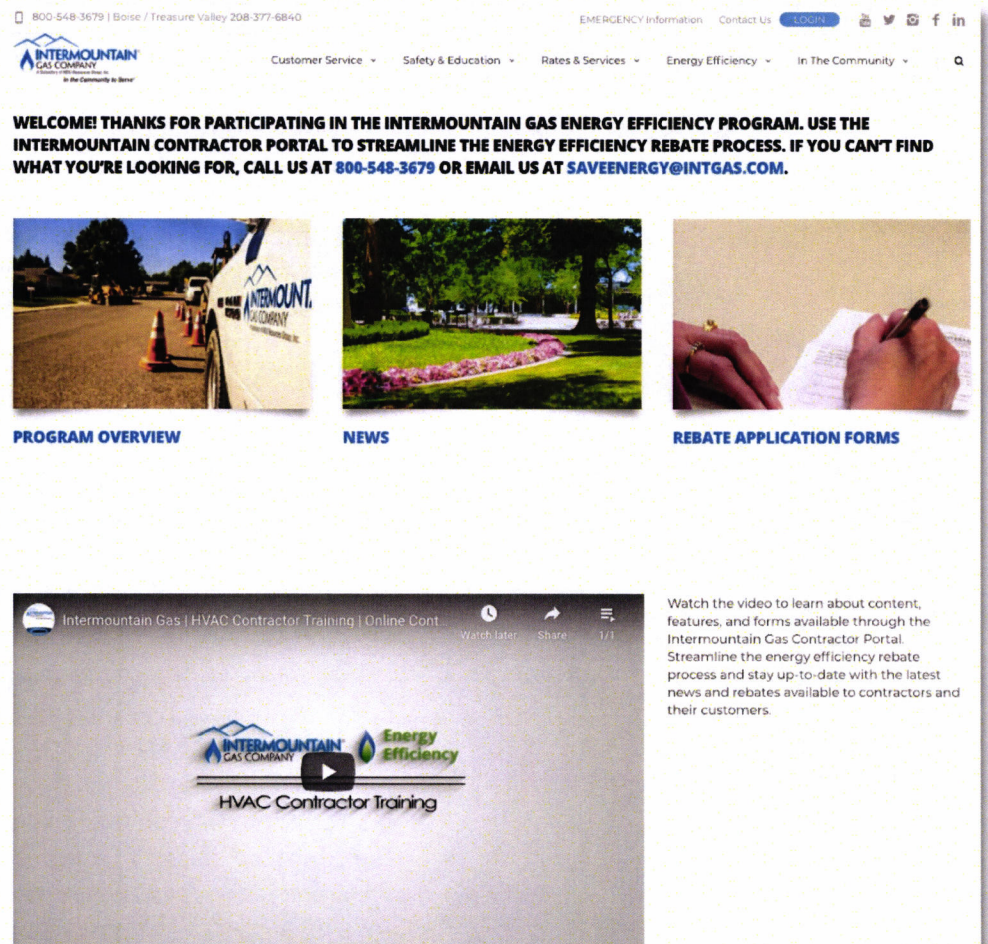 800-548-3679 | Boise / Treasure Valley 208-377-6840
EMERGENCY Information Contact Us LOGIN
INTERMOUNTAIN
GAS COMPANY
In the Community to Serve
Customer Service Safety & Education Rates & Services Energy Efficiency In The Community
WELCOME! THANKS FOR PARTICIPATING IN THE INTERMOUNTAIN GAS ENERGY EFFICIENCY PROGRAM. USE THE
INTERMOUNTAIN CONTRACTOR PORTAL TO STREAMLINE THE ENERGY EFFICIENCY REBATE PROCESS. IF YOU CAN'T FIND
WHAT YOU'RE LOOKING FOR, CALL US AT 800-548-3679 OR EMAIL US AT SAVEENERGY@INTGAS.COM.
INTERMOUNT
GAS COMPANY
PROGRAM OVERVIEW
NEWS
REBATE APPLICATION FORMS
Intermountain Gas | HVAC Contractor Training | Online Cont...
Watch later Share 1/1
INTERMOUNTAIN
GAS COMPANY
Energy
Efficiency
HVAC Contractor Training
Watch the video to learn about content,
features, and forms available through the
Intermountain Gas Contractor Portal.
Streamline the energy efficiency rebate
process and stay up-to-date with the latest
news and rebates available to contractors and
their customers.